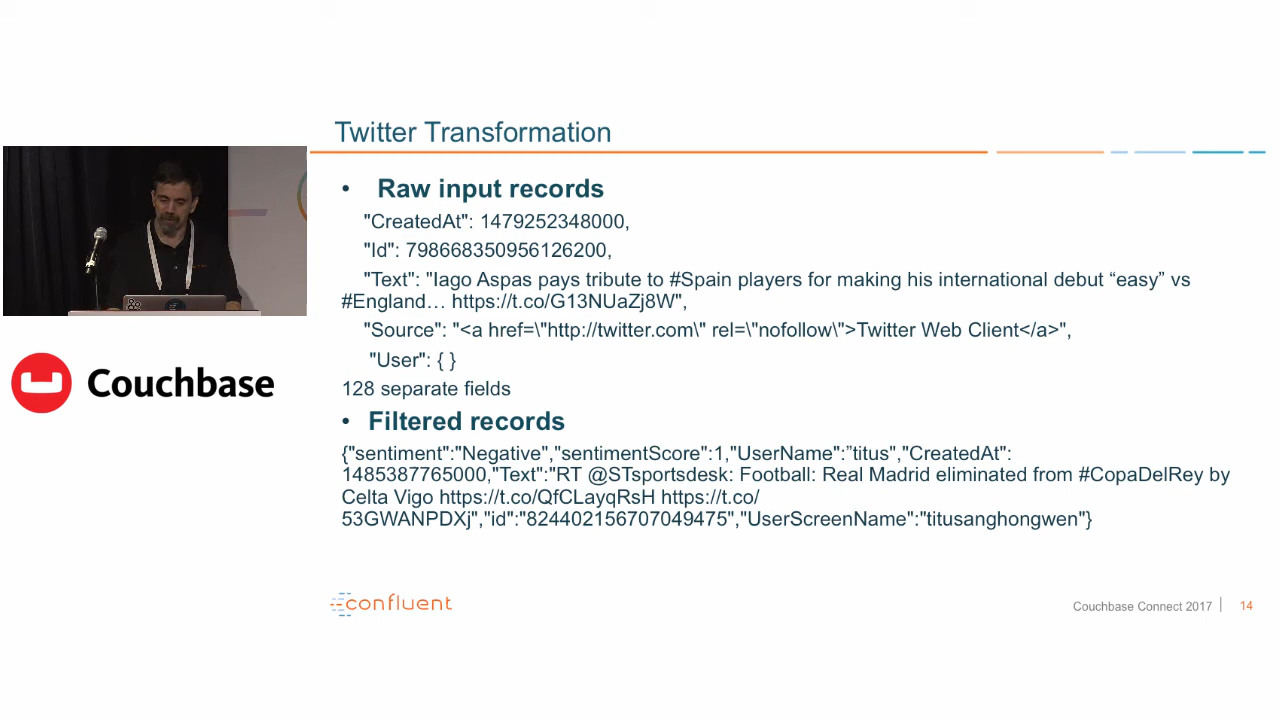 Twitter Transformation
• Raw input records
"CreatedAt": 1479252348000,
"Id": 798668350956126200,
"Text": "Iago Aspas pays tribute to #Spain players for making his international debut “easy” vs
#England… https://t.co/G13NUaZj8W",
"Source": "<a href=\"http://twitter.com\" rel=\"nofollow\">Twitter Web Client</a>",
"User": { }
128 separate fields
• Filtered records
{"sentiment":"Negative","sentimentScore":1,"UserName":”titus","CreatedAt":
1485387765000,"Text":"RT @STsportsdesk: Football: Real Madrid eliminated from #CopaDelRey by
Celta Vigo https://t.co/QfCLayqRsH https://t.co/
53GWANPDXj","id":"824402156707049475","UserScreenName":"titusanghongwen"}
Couchbase
confluent
Couchbase Connect 2017 | 14